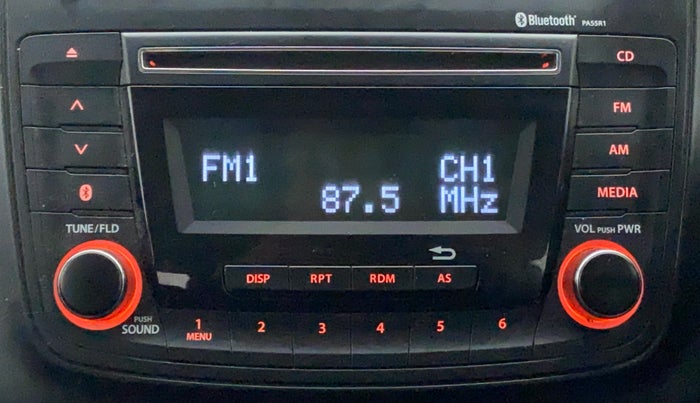 Bluetooth® PA55R1
CD
FM
AM
MEDIA
FM1 CH1
87.5 MHz
TUNE/FLD
VOL PUSH PWR
DISP RPT RDM AS
PUSH
SOUND
1 2 3 4 5 6
MENU